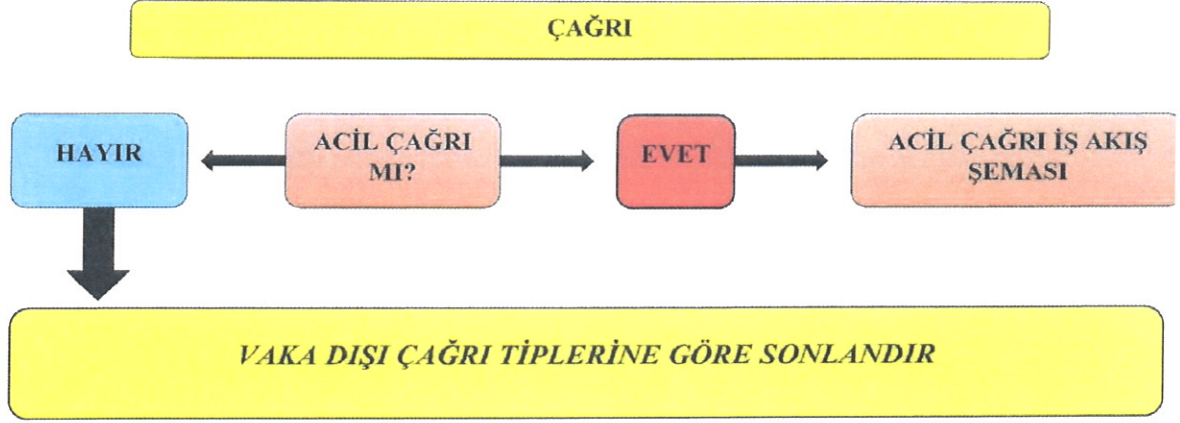 ÇAĞRI
HAYIR
ACİL ÇAĞRI
MI?
EVET
ACİL ÇAĞRI İŞ AKIŞ
ŞEMASI
VAKA DIŞI ÇAĞRI TİPLERİNE GÖRE SONLANDIR